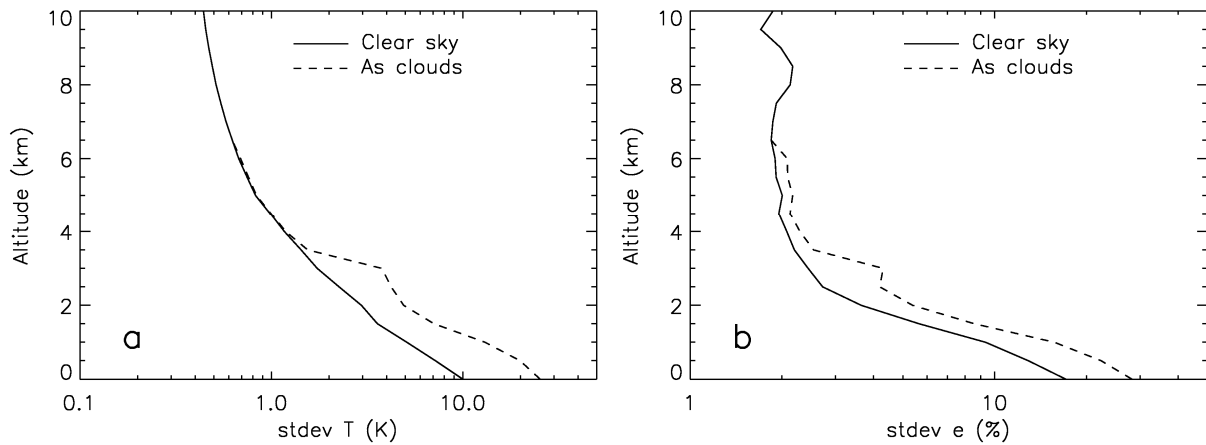 10
8
6
4
2
0
Altitude (km)
Clear sky
As clouds
a
0.1
1.0
10.0
stdev T (K)
10
8
6
4
2
0
Altitude (km)
Clear sky
As clouds
b
1
10
stdev e (%)